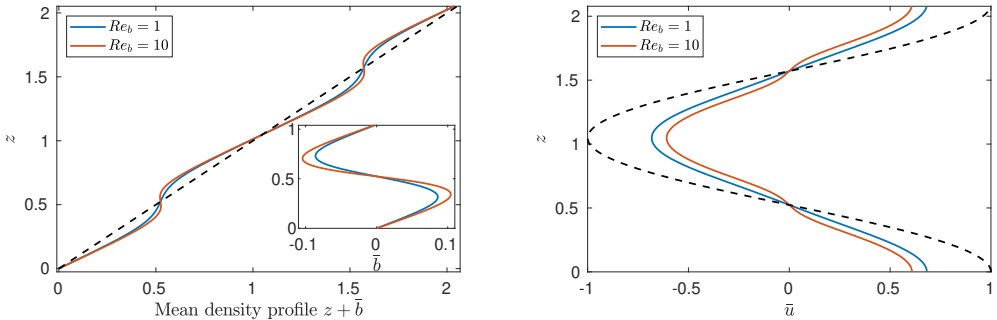 Re_b = 1
Re_b = 10
2
1.5
1
0.5
0
z
0 0.5 1 1.5 2
Mean density profile z + b̄
1
0.5
0
-0.1 0 0.1
b̄
Re_b = 1
Re_b = 10
2
1.5
1
0.5
0
z
-1 -0.5 0 0.5 1
ū